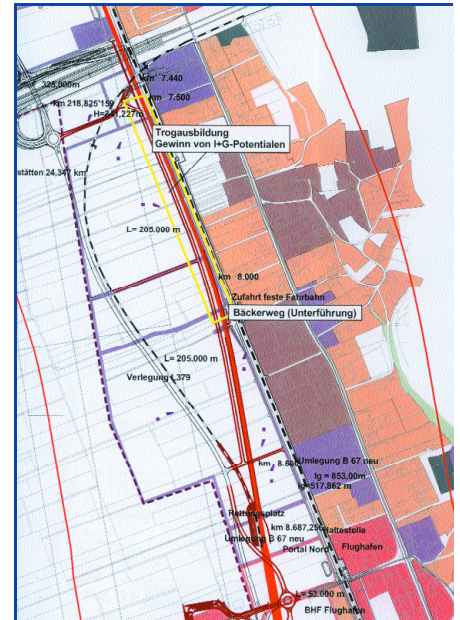 km 7.440
325,000m
km 7.500
km 218,825*159
H=341,227m
Trogausbildung
Gewinn von I+G-Potentialen
stätten 24,347 km
L= 205.000 m
km 8.000
Zufahrt feste Fahrbahn
Bäckerweg (Unterführung)
L= 205.000 m
Verlegung L379
km 8.500
Umlegung B 67 neu
lg = 853,00m
lg=517.862 m
Rettungsplatz
km 8.687,256
Haltestelle
Umlegung B 67 neu
Portal Nord
Flughafen
L= 53.000 m
BHF Flughafen